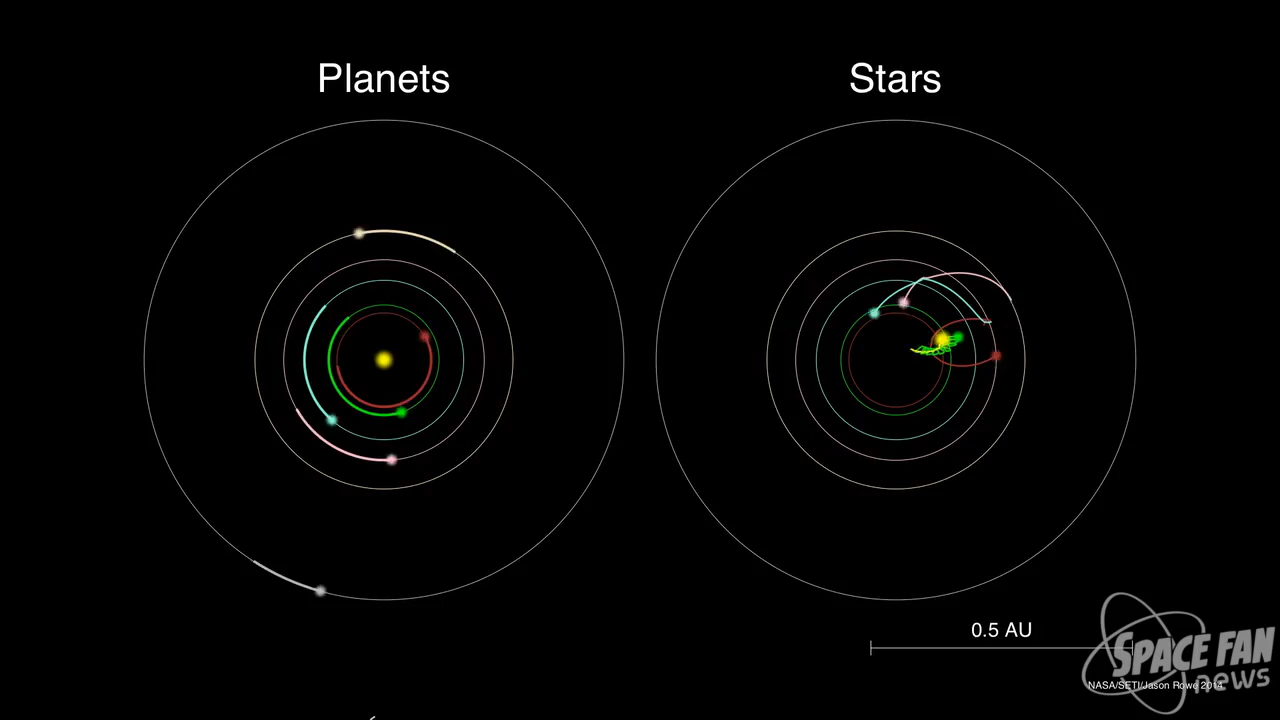 Planets
Stars
0.5 AU
SPACE FAN
news
NASA/SETI/Jason Rowe 2014